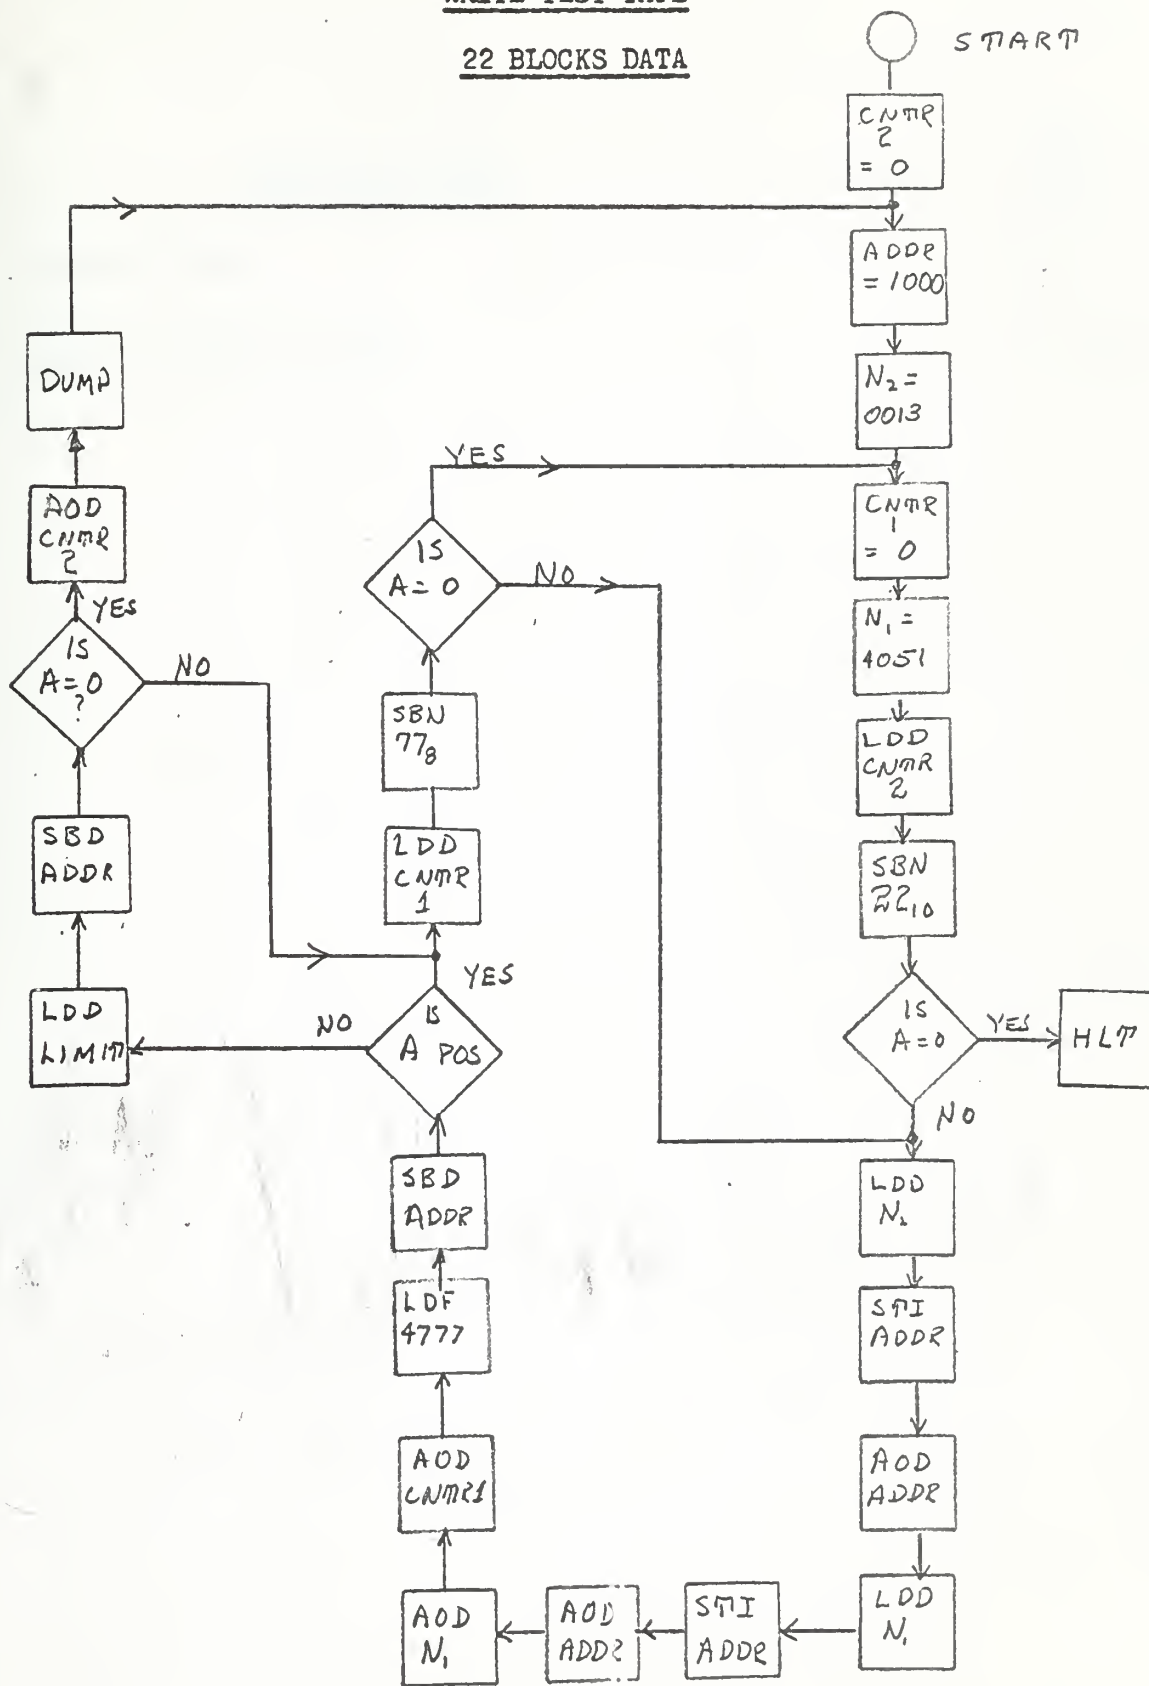 WRITE TEST TAPE
22 BLOCKS DATA
START
CNTR
2
= 0
ADDR
= 1000
N₂ =
0013
CNTR
1
= 0
N₁ =
4051
LDD
CNTR
2
SBN
22₁₀
IS
A=0
YES
HLT
NO
LDD
N₂
STI
ADDR
AOD
ADDR
LDD
N₁
STI
ADDR
AOD
ADDR
AOD
N₁
AOD
CNTR1
LDF
4777
SBD
ADDR
IS
A POS
YES
NO
LDD
CNTR
1
SBN
77₈
IS
A=0
YES
NO
LDD
LIMIT
SBD
ADDR
IS
A=0
?
YES
NO
AOD
CNTR
2
DUMP